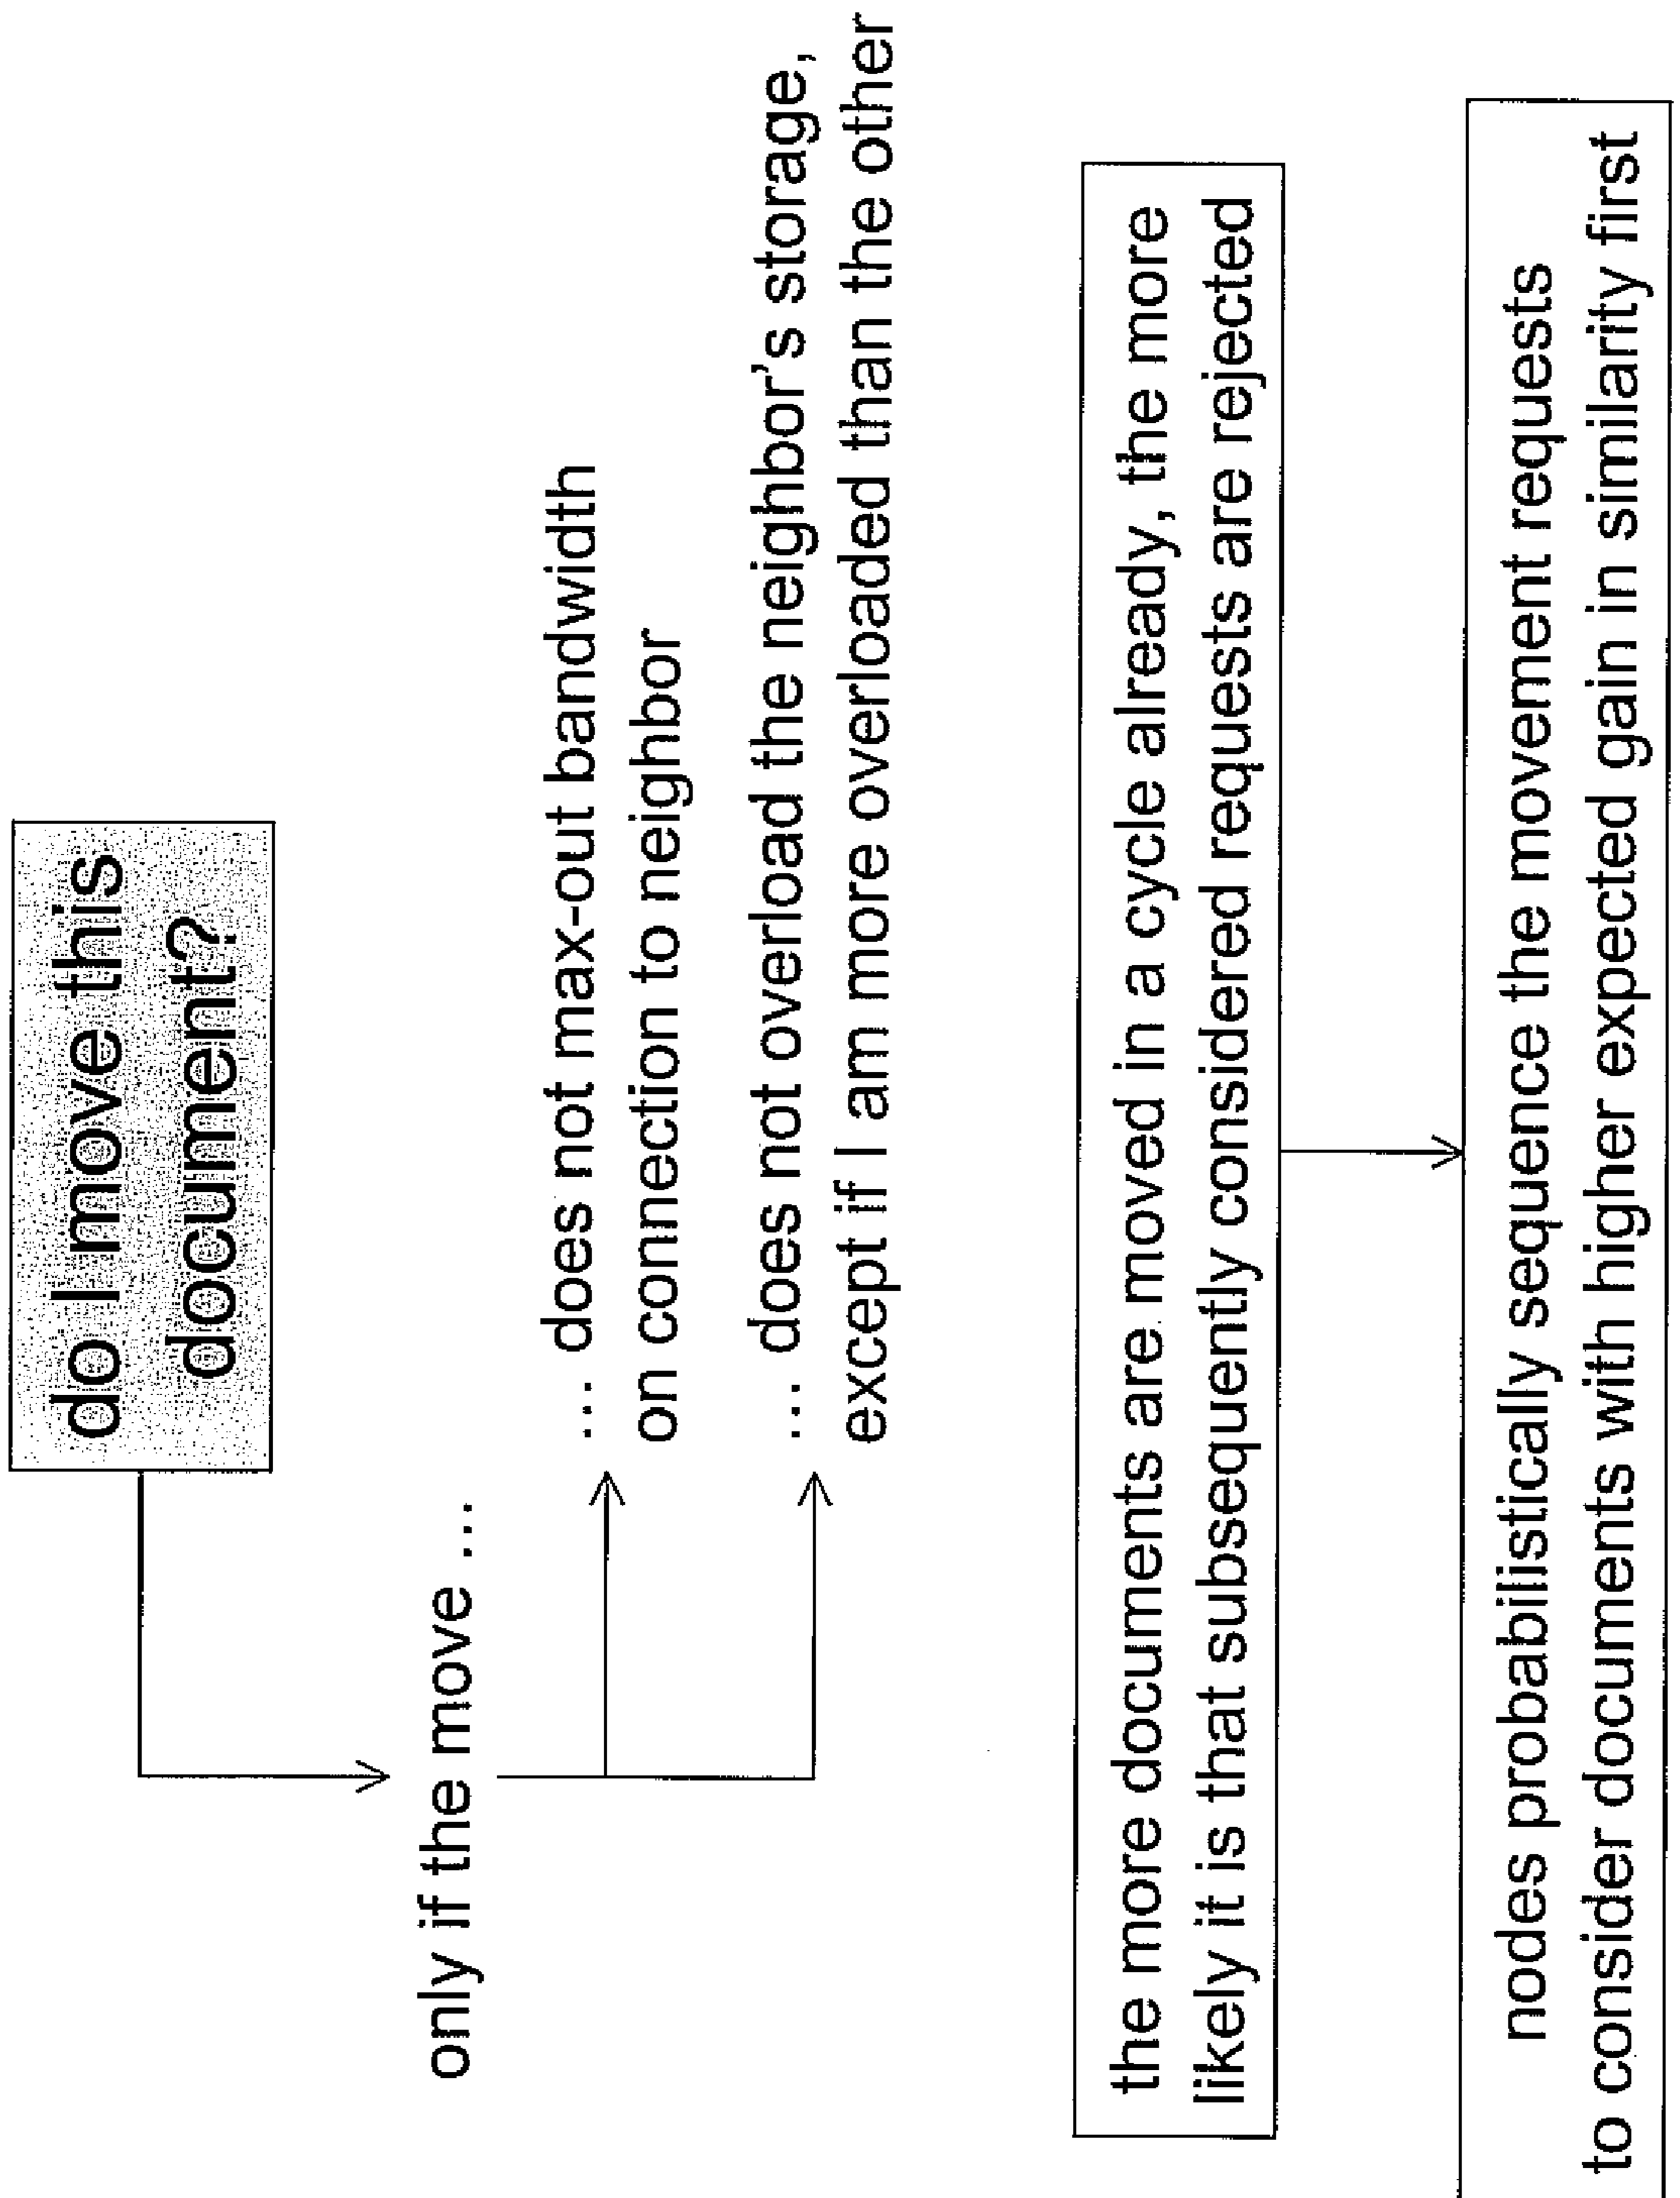 do I move this
document?
only if the move ...
... does not max-out bandwidth
on connection to neighbor
... does not overload the neighbor's storage,
except if I am more overloaded than the other
the more documents are moved in a cycle already, the more
likely it is that subsequently considered requests are rejected
nodes probabilistically sequence the movement requests
to consider documents with higher expected gain in similarity first